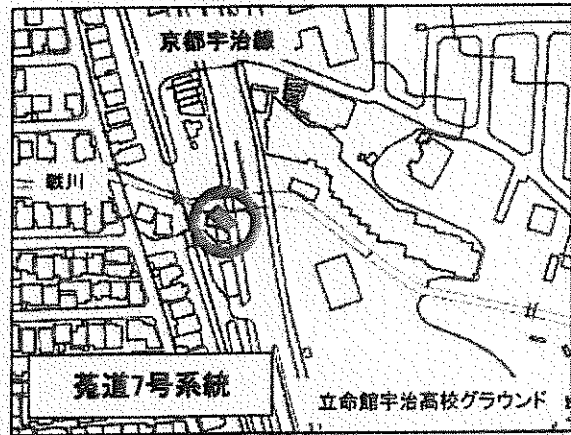 京都宇治線
戦川
菟道7号系統
立命館宇治高校グラウンド